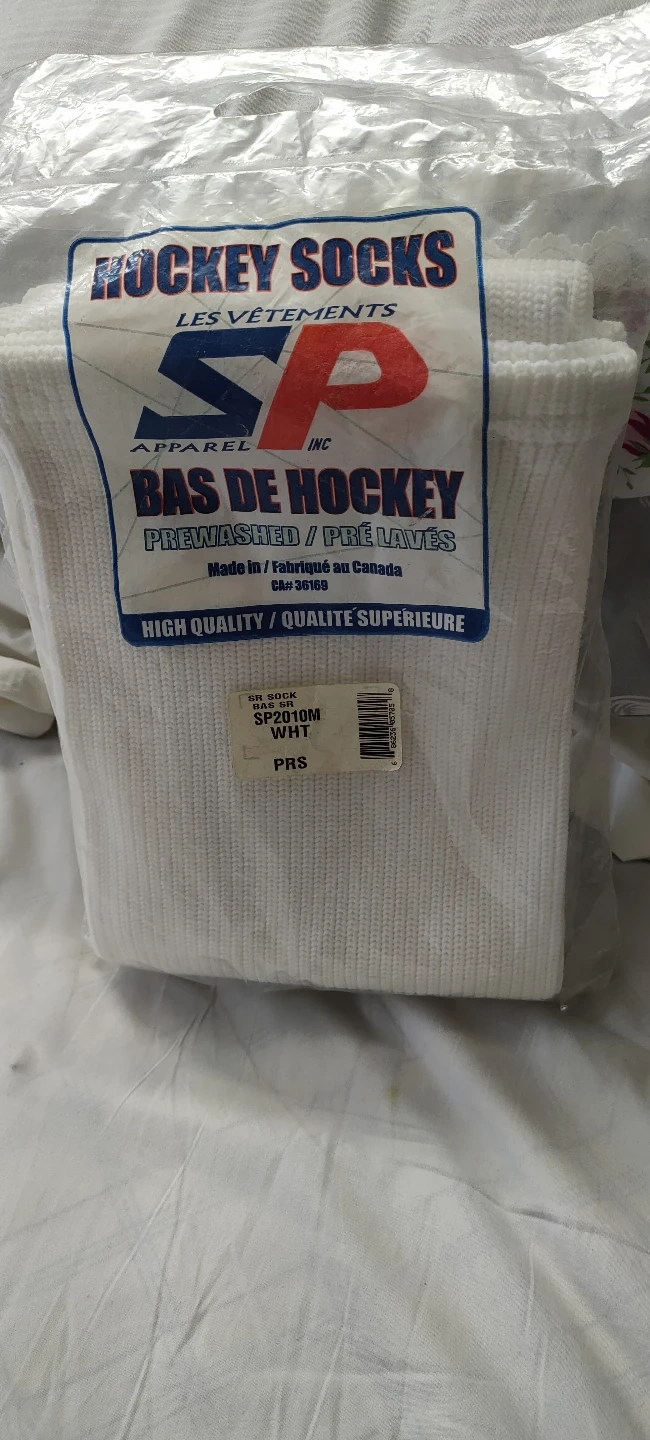 HOCKEY SOCKS
LES VÊTEMENTS
SP
APPAREL INC
BAS DE HOCKEY
PREWASHED / PRÉ LAVÉS
Made in / Fabriqué au Canada
CA# 36169
HIGH QUALITY / QUALITÉ SUPÉRIEURE
SR SOCK
BAS SR
SP2010M
WHT
PRS